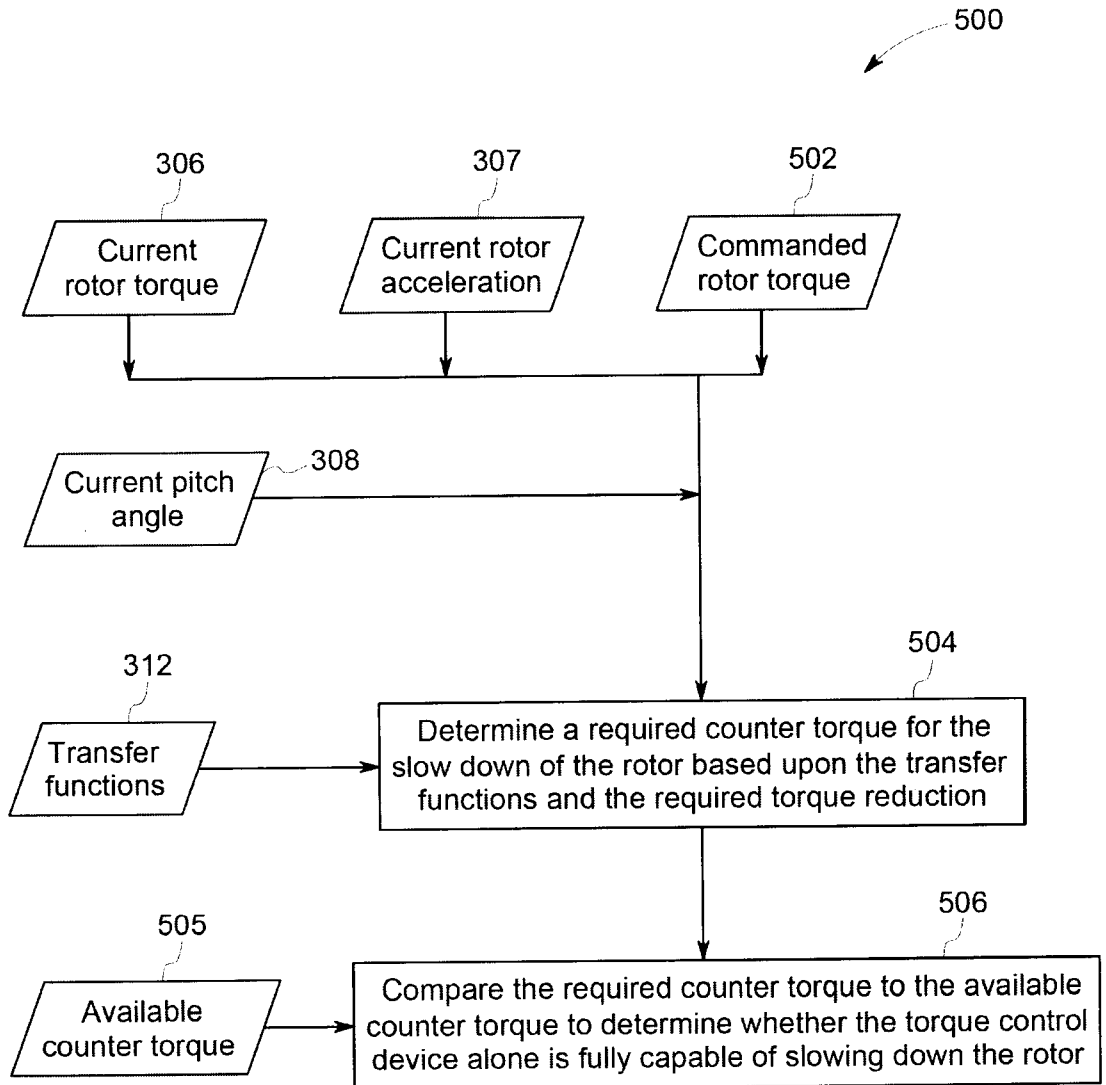 500
306
307
502
Current
rotor torque
Current rotor
acceleration
Commanded
rotor torque
Current pitch
angle
308
312
504
Transfer
functions
Determine a required counter torque for the
slow down of the rotor based upon the transfer
functions and the required torque reduction
505
506
Available
counter torque
Compare the required counter torque to the available
counter torque to determine whether the torque control
device alone is fully capable of slowing down the rotor